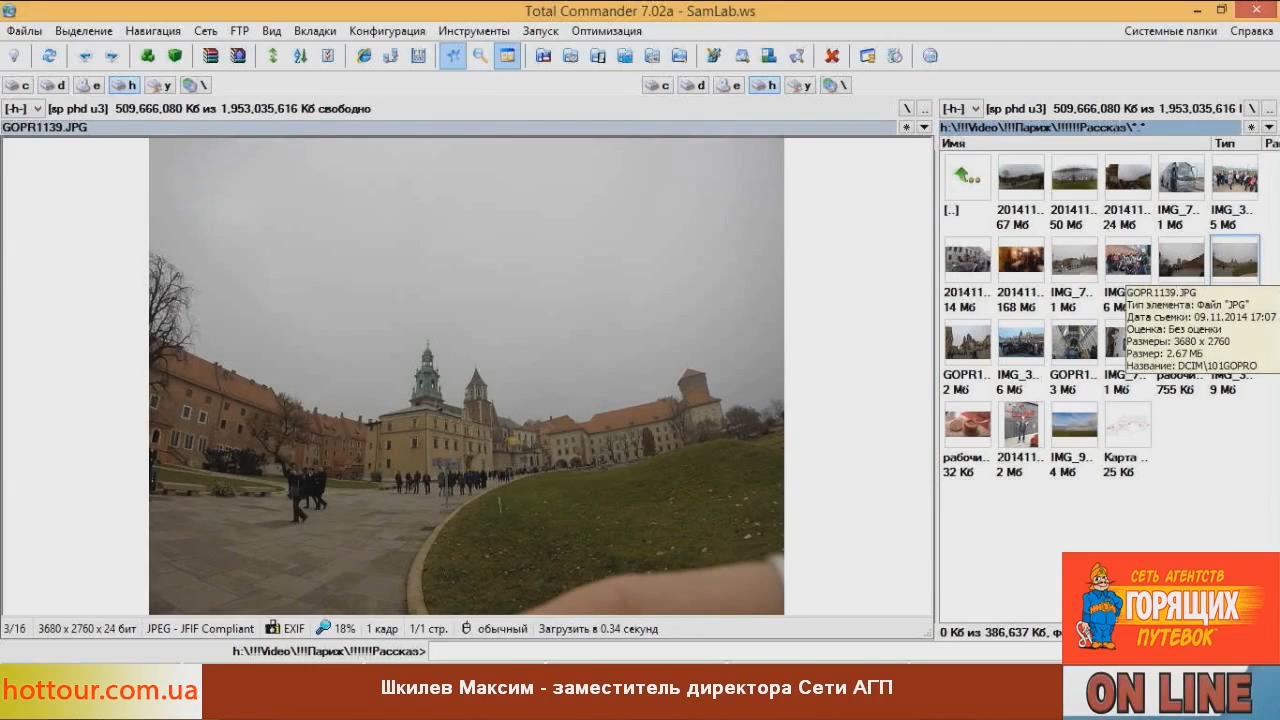 Total Commander 7.02a - SamLab.ws
Файлы Выделение Навигация Сеть FTP Вид Вкладки Конфигурация Инструменты Запуск Оптимизация Системные папки Справка
c d e h y \ c d e h y \
[-h-] [sp phd u3] 509,666,080 Кб из 1,953,035,616 Кб свободно \ ..
[-h-] [sp phd u3] 509,666,080 Кб из 1,953,035,616 \ ..
GOPR1139.JPG * h:\!!!Video\!!!Париж\!!!!!!Рассказ\*.* *
Имя Тип
[..] 201411.. 201411.. 201411.. IMG_7.. IMG_3..
67 Мб 50 Мб 24 Мб 1 Мб 5 Мб
201411.. 201411.. IMG_7.. IMG
14 Мб 168 Мб 1 Мб 6 М
GOPR1139.JPG
Тип элемента: Файл "JPG"
Дата съемки: 09.11.2014 17:07
Оценка: Без оценки
Размеры: 3680 x 2760
Размер: 2.67 МБ
Название: DCIM\101GOPRO
GOPR1.. IMG_3.. GOPR1.. IMG_7.. рабочи.. IMG_3..
2 Мб 6 Мб 3 Мб 1 Мб 755 Кб 9 Мб
рабочи.. 201411.. IMG_9.. Карта ..
32 Кб 2 Мб 4 Мб 25 Кб
3/16 3680 x 2760 x 24 бит JPEG - JFIF Compliant EXIF 18% 1 кадр 1/1 стр. обычный Загрузить в 0.34 секунд
0 Кб из 386,637 Кб, ф
h:\!!!Video\!!!Париж\!!!!!!Рассказ>
СЕТЬ АГЕНТСТВ
ГОРЯЩИХ
ПУТЕВОК
hottour.com.ua
Шкилев Максим - заместитель директора Сети АГП
ON LINE